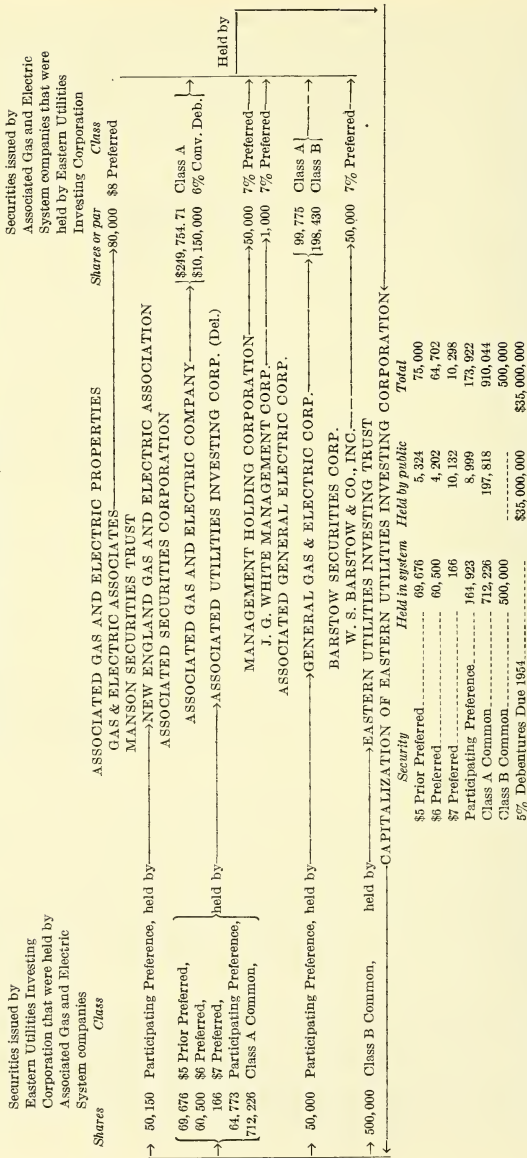 Securities issued by
Eastern Utilities Investing
Corporation that were held by
Associated Gas and Electric
System companies
Shares Class
50,150 Participating Preference, held by
69,676 $5 Prior Preferred,
60,500 $6 Preferred,
166 $7 Preferred,
64,773 Participating Preference,
712,226 Class A Common,
held by
50,000 Participating Preference, held by
500,000 Class B Common, held by
ASSOCIATED GAS AND ELECTRIC PROPERTIES
GAS & ELECTRIC ASSOCIATES
MANSON SECURITIES TRUST
NEW ENGLAND GAS AND ELECTRIC ASSOCIATION
ASSOCIATED SECURITIES CORPORATION
ASSOCIATED GAS AND ELECTRIC COMPANY
ASSOCIATED UTILITIES INVESTING CORP. (Del.)
MANAGEMENT HOLDING CORPORATION
J. G. WHITE MANAGEMENT CORP.
ASSOCIATED GENERAL ELECTRIC CORP.
GENERAL GAS & ELECTRIC CORP.
BARSTOW SECURITIES CORP.
W. S. BARSTOW & CO., INC.
EASTERN UTILITIES INVESTING TRUST
Securities issued by
Associated Gas and Electric
System companies that were
held by Eastern Utilities
Investing Corporation
Shares or par Class
80,000 $8 Preferred
$249,754.71 Class A
$10,150,000 6% Conv. Deb.
50,000 7% Preferred
1,000 7% Preferred
99,775 Class A
198,430 Class B
50,000 7% Preferred
Held by
CAPITALIZATION OF EASTERN UTILITIES INVESTING CORPORATION
Security Held in system Held by public Total
$5 Prior Preferred 69,676 5,324 75,000
$6 Preferred 60,500 4,202 64,702
$7 Preferred 166 10,132 10,298
Participating Preference 164,923 8,999 173,922
Class A Common 712,226 197,818 910,044
Class B Common 500,000 ---------- 500,000
5% Debentures Due 1954 ---------- $35,000,000 $35,000,000